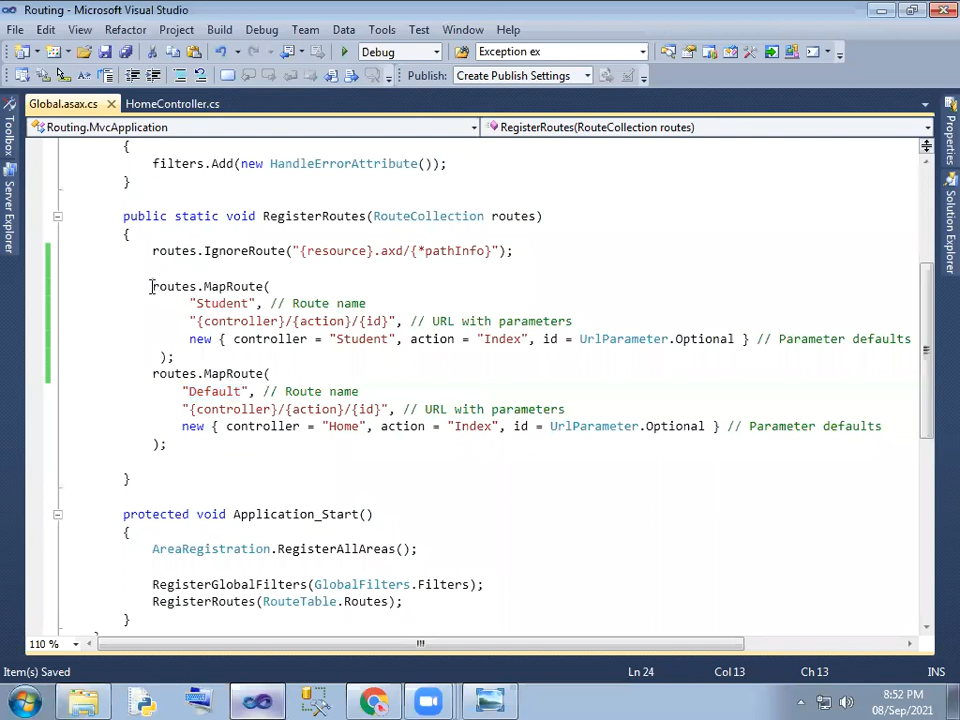 Routing - Microsoft Visual Studio
File Edit View Refactor Project Build Debug Team Data Tools Test Window Help
Debug Exception ex
Publish: Create Publish Settings
Global.asax.cs HomeController.cs
Routing.MvcApplication RegisterRoutes(RouteCollection routes)
Toolbox
Server Explorer
Properties
Solution Explorer
{
filters.Add(new HandleErrorAttribute());
}
public static void RegisterRoutes(RouteCollection routes)
{
routes.IgnoreRoute("{resource}.axd/{*pathInfo}");
routes.MapRoute(
"Student", // Route name
"{controller}/{action}/{id}", // URL with parameters
new { controller = "Student", action = "Index", id = UrlParameter.Optional } // Parameter defaults
);
routes.MapRoute(
"Default", // Route name
"{controller}/{action}/{id}", // URL with parameters
new { controller = "Home", action = "Index", id = UrlParameter.Optional } // Parameter defaults
);
}
protected void Application_Start()
{
AreaRegistration.RegisterAllAreas();
RegisterGlobalFilters(GlobalFilters.Filters);
RegisterRoutes(RouteTable.Routes);
}
110 %
Item(s) Saved Ln 24 Col 13 Ch 13 INS
8:52 PM
08/Sep/2021